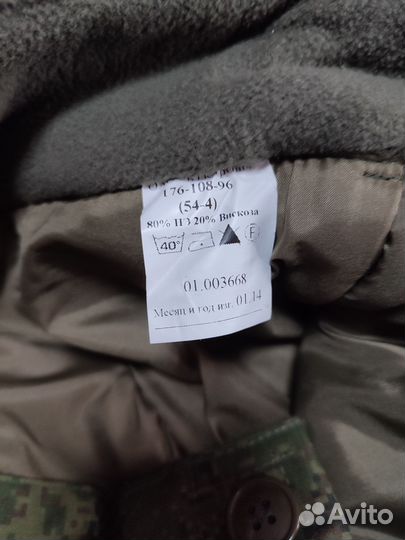 176-108-96
(54-4)
80% ПЭ 20% Вискоза
40° F
01.003668
Месяц и год изг. 01.14
Avito